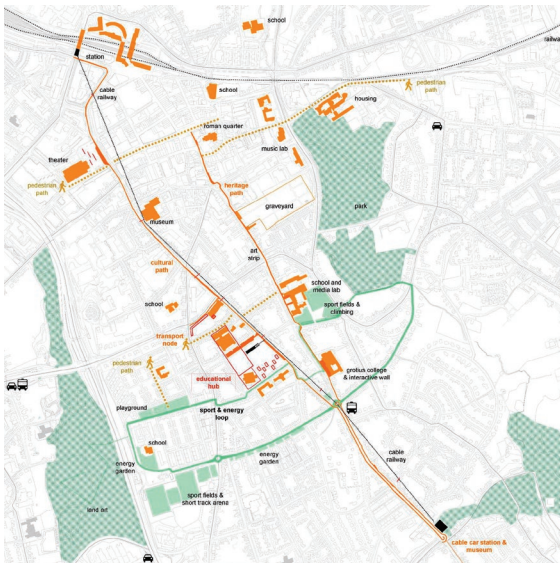 school
station
railway
cable
railway
school
pedestrian
path
housing
roman quarter
music lab
theater
pedestrian
path
heritage
path
graveyard
park
museum
art
strip
cultural
path
school and
media lab
school
sport fields &
climbing
transport
node
pedestrian
path
grotius college
& interactive wall
educational
hub
playground
sport & energy
loop
school
energy
garden
energy
garden
cable
railway
sport fields &
short track arena
land art
cable car station &
museum